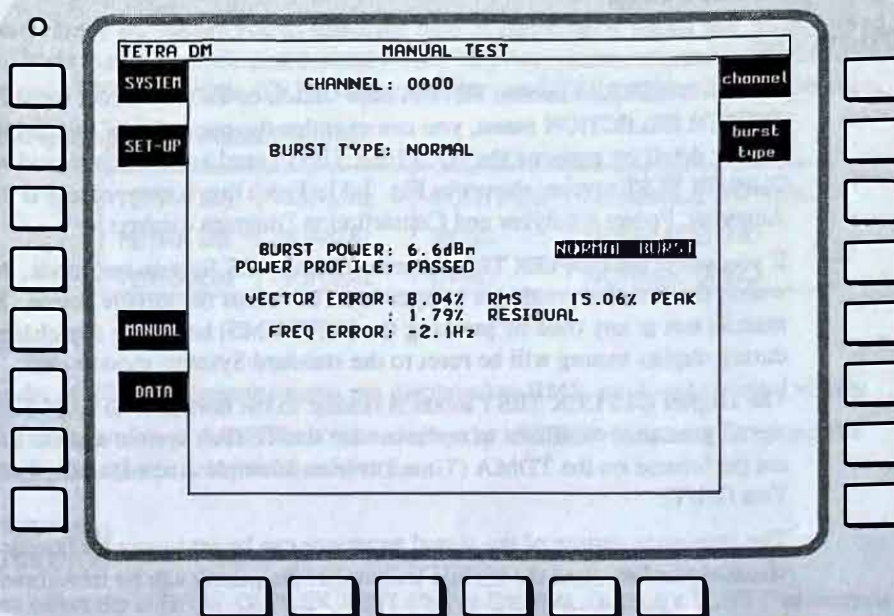 TETRA DM MANUAL TEST
SYSTEM CHANNEL: 0000 channel
SET-UP BURST TYPE: NORMAL burst
type
BURST POWER: 6.6dBm NORMAL BURST
POWER PROFILE: PASSED
VECTOR ERROR: 8.04% RMS 15.06% PEAK
: 1.79% RESIDUAL
MANUAL FREQ ERROR: -2.1Hz
DATA